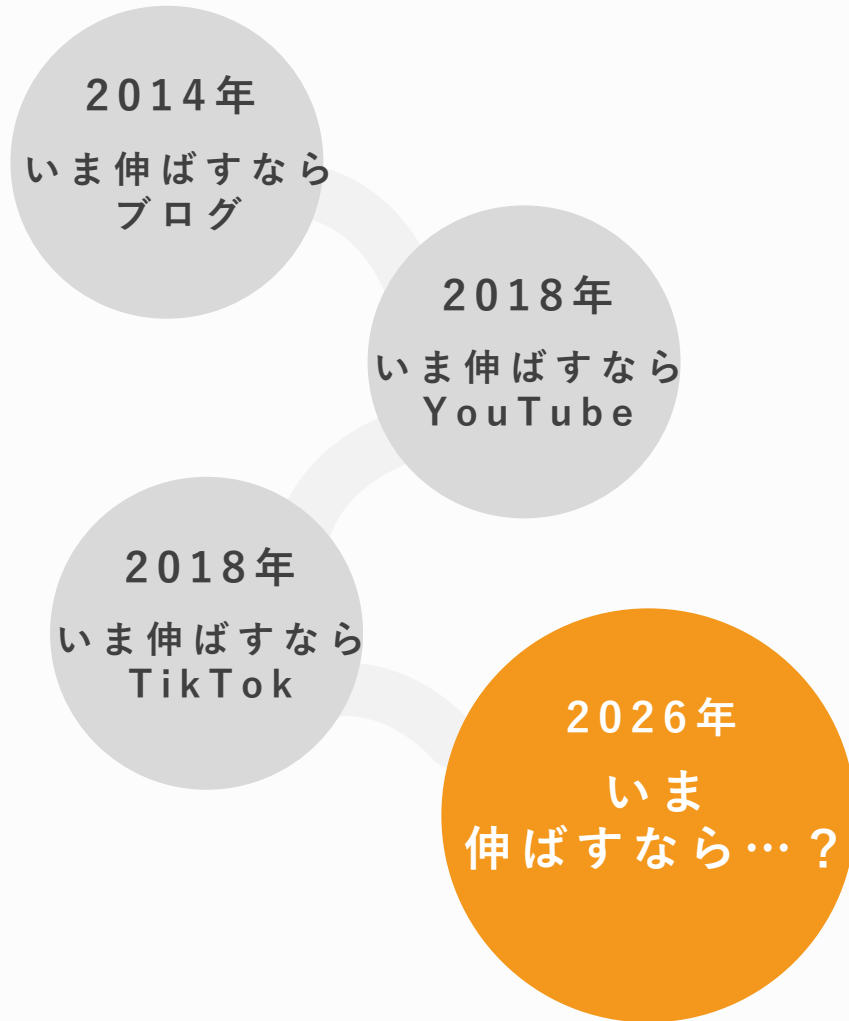 2014年
いま伸ばすなら
ブログ
2018年
いま伸ばすなら
YouTube
2018年
いま伸ばすなら
TikTok
2026年
いま
伸ばすなら…？